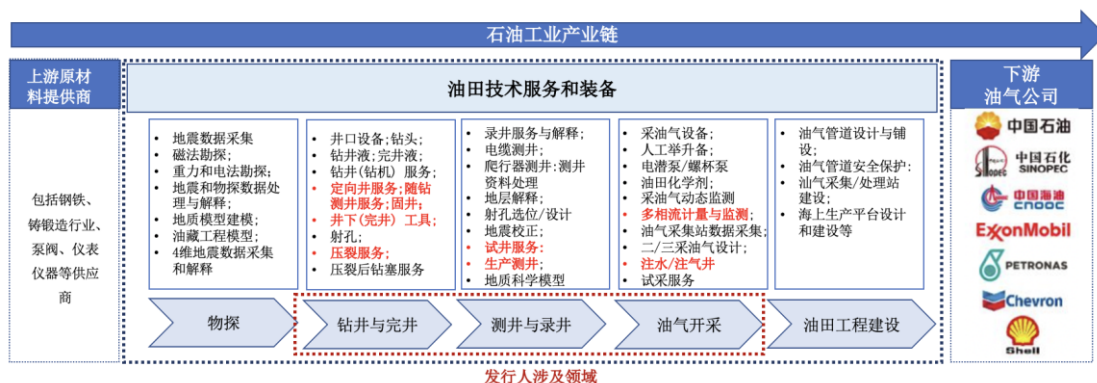 石油工业产业链
上游原材
料提供商
包括钢铁、
铸锻造行业、
泵阀、仪表
仪器等供应
商
油田技术服务和装备
• 地震数据采集
• 磁法勘探;
• 重力和电法勘探;
• 地震和物探数据处
理与解释;
• 地质模型建模;
• 油藏工程模型;
• 4维地震数据采集
和解释
• 井口设备;钻头;
• 钻井液;完井液;
• 钻井(钻机) 服务;
• 定向井服务;随钻
测井服务;固井;
• 井下(完井) 工具;
• 射孔;
• 压裂服务;
• 压裂后钻塞服务
• 录井服务与解释;
• 电缆测井;
• 爬行器测井:测井
资料处理
• 地层解释;
• 射孔选位/设计
• 地震校正;
• 试井服务:
• 生产测井;
• 地质科学模型
• 采油气设备;
• 人工举升备;
• 电潜泵/螺杯泵
• 油田化学剂;
• 采油气动态监测
• 多相流计量与监测;
• 油气采集站数据采集;
• 二/三采油气设计;
• 注水/注气井
• 试采服务
• 油气管道设计与铺
设;
• 油气管道安全保护:
• 汕气采集/处理站
建设;
• 海上生产平台设计
和建设等
物探
钻井与完井
测井与录井
油气开采
油田工程建设
发行人涉及领域
下游
油气公司
中国石油
中国石化
SINOPEC
中国海油
CNOOC
ExxonMobil
PETRONAS
Chevron
Shell